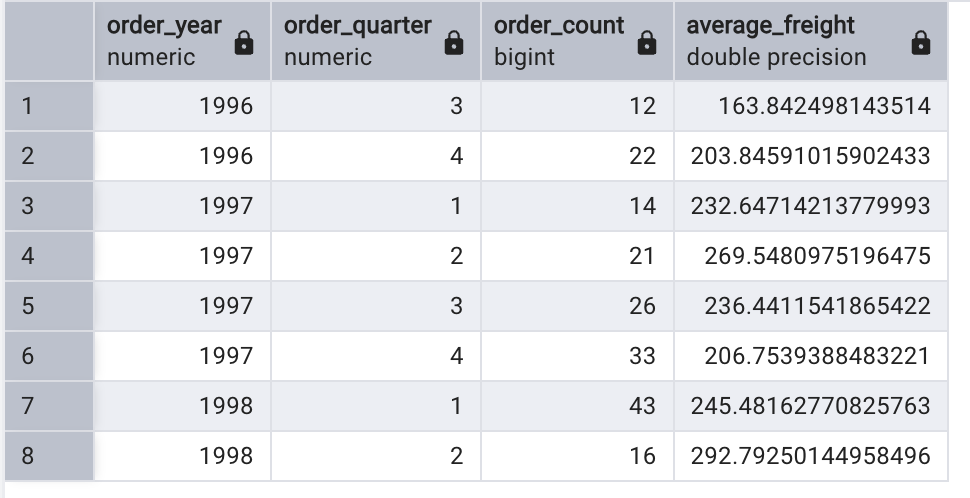 order_year order_quarter order_count average_freight
numeric numeric bigint double precision
1 1996 3 12 163.842498143514
2 1996 4 22 203.84591015902433
3 1997 1 14 232.64714213779993
4 1997 2 21 269.5480975196475
5 1997 3 26 236.4411541865422
6 1997 4 33 206.7539388483221
7 1998 1 43 245.48162770825763
8 1998 2 16 292.79250144958496